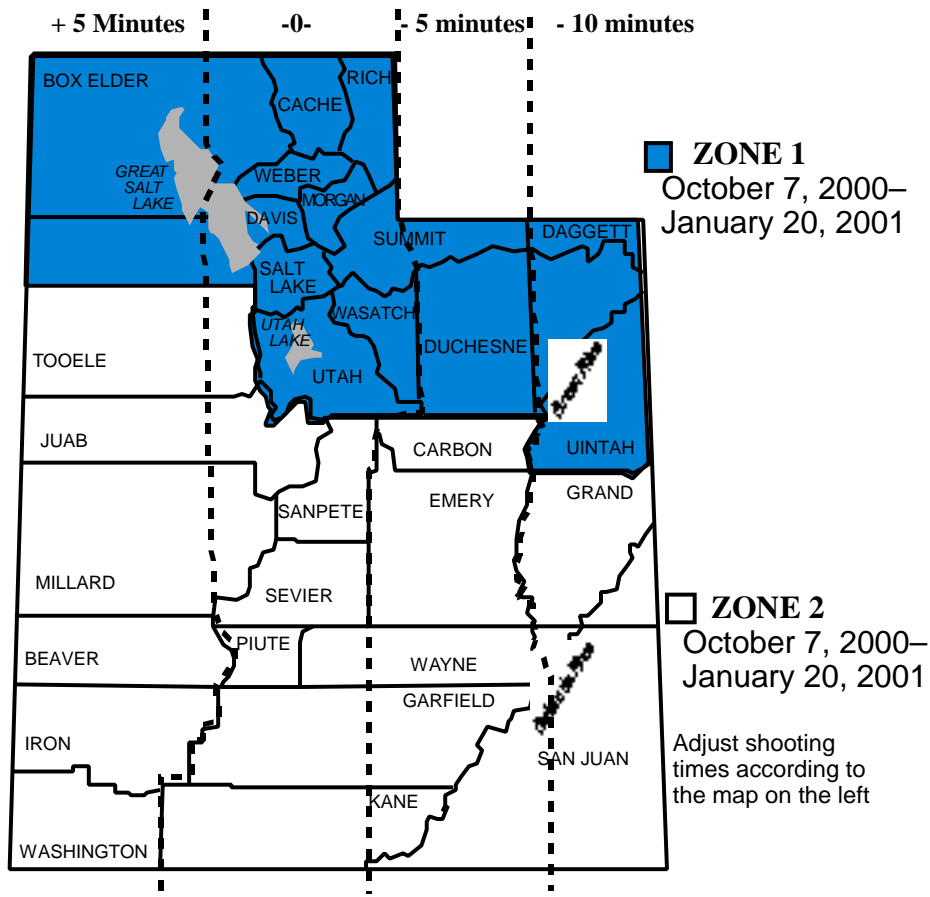 + 5 Minutes
-0-
- 5 minutes
- 10 minutes
BOX ELDER
RICH
CACHE
ZONE 1
October 7, 2000–
January 20, 2001
GREAT
SALT
LAKE
WEBER
MORGAN
DAVIS
SUMMIT
DAGGETT
SALT
LAKE
WASATCH
UTAH
LAKE
DUCHESNE
TOOELE
UTAH
JUAB
CARBON
UINTAH
EMERY
GRAND
SANPETE
MILLARD
SEVIER
ZONE 2
October 7, 2000–
January 20, 2001
PIUTE
BEAVER
WAYNE
GARFIELD
IRON
SAN JUAN
Adjust shooting
times according to
the map on the left
KANE
WASHINGTON